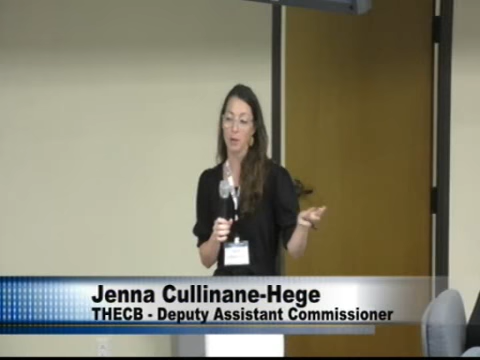 Jenna Cullinane-Hege
THECB - Deputy Assistant Commissioner